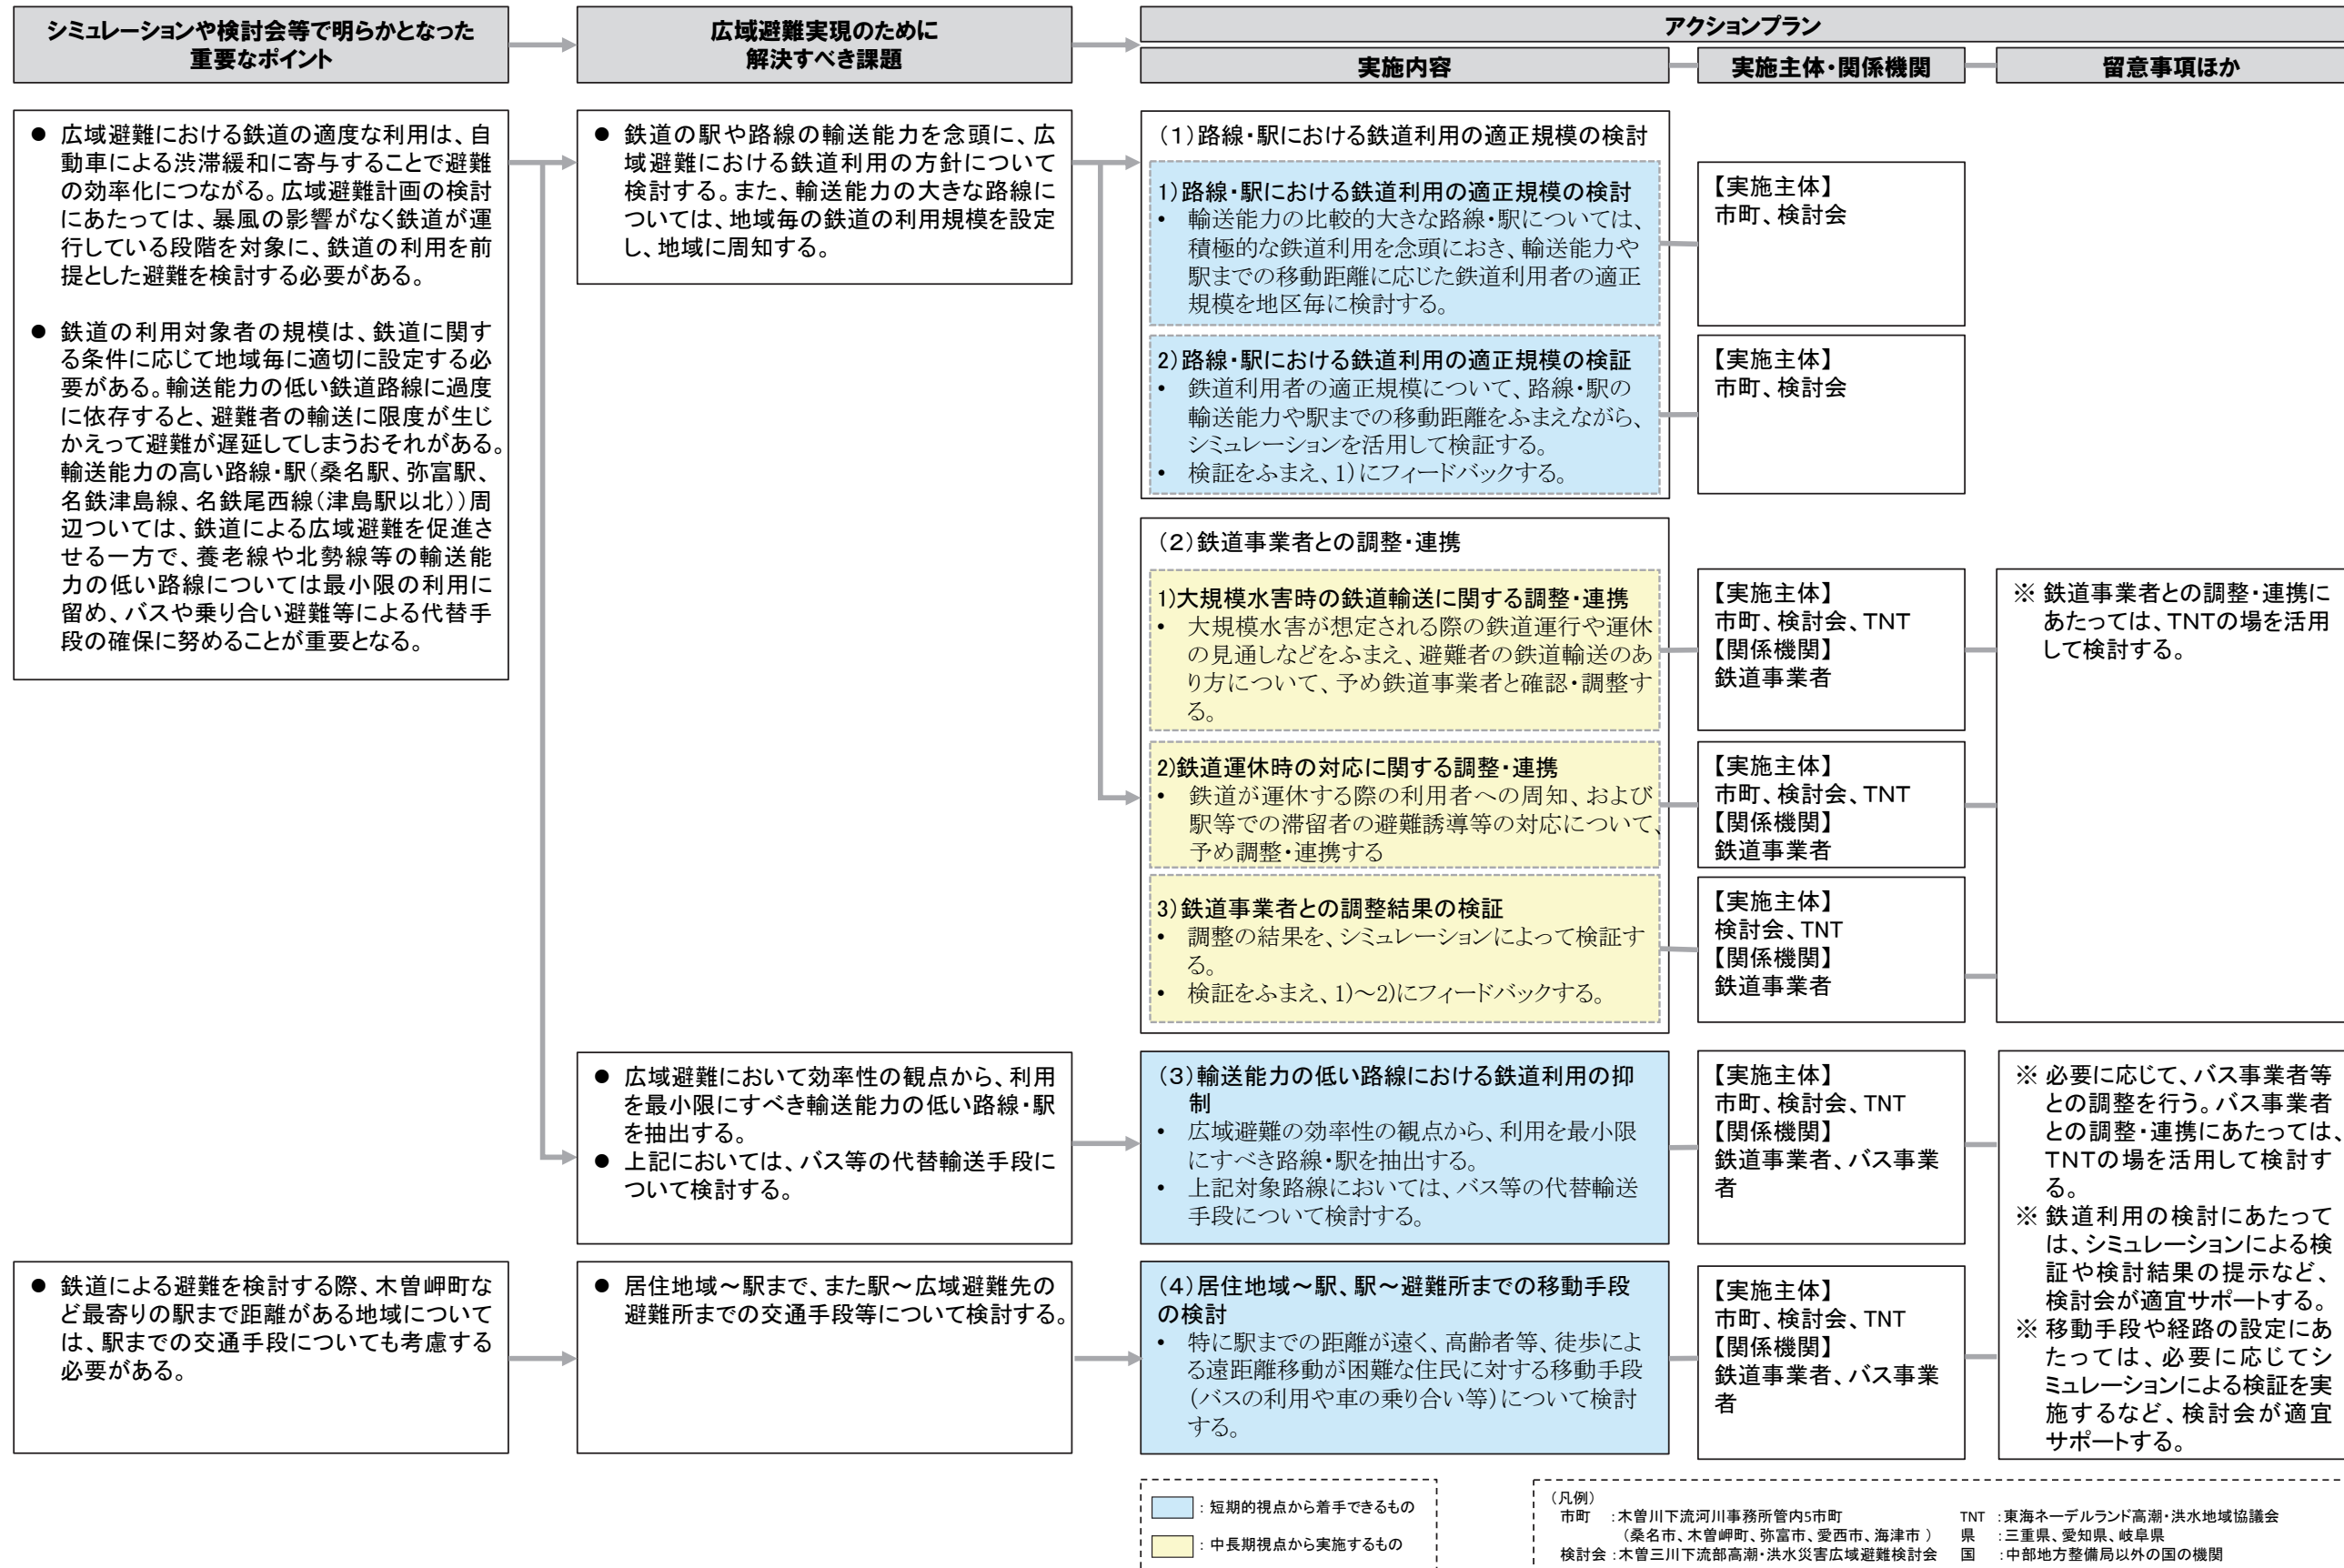 シミュレーションや検討会等で明らかとなった
重要なポイント
広域避難実現のために
解決すべき課題
アクションプラン
実施内容
実施主体・関係機関
留意事項ほか
● 広域避難における鉄道の適度な利用は、自
動車による渋滞緩和に寄与することで避難
の効率化につながる。広域避難計画の検討
にあたっては、暴風の影響がなく鉄道が運
行している段階を対象に、鉄道の利用を前
提とした避難を検討する必要がある。
● 鉄道の利用対象者の規模は、鉄道に関す
る条件に応じて地域毎に適切に設定する必
要がある。輸送能力の低い鉄道路線に過度
に依存すると、避難者の輸送に限度が生じ
かえって避難が遅延してしまうおそれがある。
輸送能力の高い路線・駅(桑名駅、弥富駅、
名鉄津島線、名鉄尾西線(津島駅以北))周
辺ついては、鉄道による広域避難を促進さ
せる一方で、養老線や北勢線等の輸送能
力の低い路線については最小限の利用に
留め、バスや乗り合い避難等による代替手
段の確保に努めることが重要となる。
● 鉄道の駅や路線の輸送能力を念頭に、広
域避難における鉄道利用の方針について
検討する。また、輸送能力の大きな路線に
ついては、地域毎の鉄道の利用規模を設定
し、地域に周知する。
(1)路線・駅における鉄道利用の適正規模の検討
1)路線・駅における鉄道利用の適正規模の検討
• 輸送能力の比較的大きな路線・駅については、
積極的な鉄道利用を念頭におき、輸送能力や
駅までの移動距離に応じた鉄道利用者の適正
規模を地区毎に検討する。
【実施主体】
市町、検討会
2)路線・駅における鉄道利用の適正規模の検証
• 鉄道利用者の適正規模について、路線・駅の
輸送能力や駅までの移動距離をふまえながら、
シミュレーションを活用して検証する。
• 検証をふまえ、1)にフィードバックする。
【実施主体】
市町、検討会
(2)鉄道事業者との調整・連携
1)大規模水害時の鉄道輸送に関する調整・連携
• 大規模水害が想定される際の鉄道運行や運休
の見通しなどをふまえ、避難者の鉄道輸送のあ
り方について、予め鉄道事業者と確認・調整す
る。
【実施主体】
市町、検討会、TNT
【関係機関】
鉄道事業者
※ 鉄道事業者との調整・連携に
あたっては、TNTの場を活用
して検討する。
2)鉄道運休時の対応に関する調整・連携
• 鉄道が運休する際の利用者への周知、および
駅等での滞留者の避難誘導等の対応について、
予め調整・連携する
【実施主体】
市町、検討会、TNT
【関係機関】
鉄道事業者
3)鉄道事業者との調整結果の検証
• 調整の結果を、シミュレーションによって検証す
る。
• 検証をふまえ、1)~2)にフィードバックする。
【実施主体】
検討会、TNT
【関係機関】
鉄道事業者
● 広域避難において効率性の観点から、利用
を最小限にすべき輸送能力の低い路線・駅
を抽出する。
● 上記においては、バス等の代替輸送手段に
ついて検討する。
(3)輸送能力の低い路線における鉄道利用の抑
制
• 広域避難の効率性の観点から、利用を最小限
にすべき路線・駅を抽出する。
• 上記対象路線においては、バス等の代替輸送
手段について検討する。
【実施主体】
市町、検討会、TNT
【関係機関】
鉄道事業者、バス事業
者
※ 必要に応じて、バス事業者等
との調整を行う。バス事業者
との調整・連携にあたっては、
TNTの場を活用して検討す
る。
※ 鉄道利用の検討にあたって
は、シミュレーションによる検
証や検討結果の提示など、
検討会が適宜サポートする。
※ 移動手段や経路の設定にあ
たっては、必要に応じてシ
ミュレーションによる検証を実
施するなど、検討会が適宜
サポートする。
● 鉄道による避難を検討する際、木曽岬町な
ど最寄りの駅まで距離がある地域について
は、駅までの交通手段についても考慮する
必要がある。
● 居住地域~駅まで、また駅~広域避難先の
避難所までの交通手段等について検討する。
(4)居住地域~駅、駅~避難所までの移動手段
の検討
• 特に駅までの距離が遠く、高齢者等、徒歩によ
る遠距離移動が困難な住民に対する移動手段
(バスの利用や車の乗り合い等)について検討
する。
【実施主体】
市町、検討会、TNT
【関係機関】
鉄道事業者、バス事業
者
:短期的視点から着手できるもの
:中長期視点から実施するもの
(凡例)
市町 :木曽川下流河川事務所管内5市町
(桑名市、木曽岬町、弥富市、愛西市、海津市)
検討会:木曽三川下流部高潮・洪水災害広域避難検討会
TNT :東海ネーデルランド高潮・洪水地域協議会
県 :三重県、愛知県、岐阜県
国 :中部地方整備局以外の国の機関